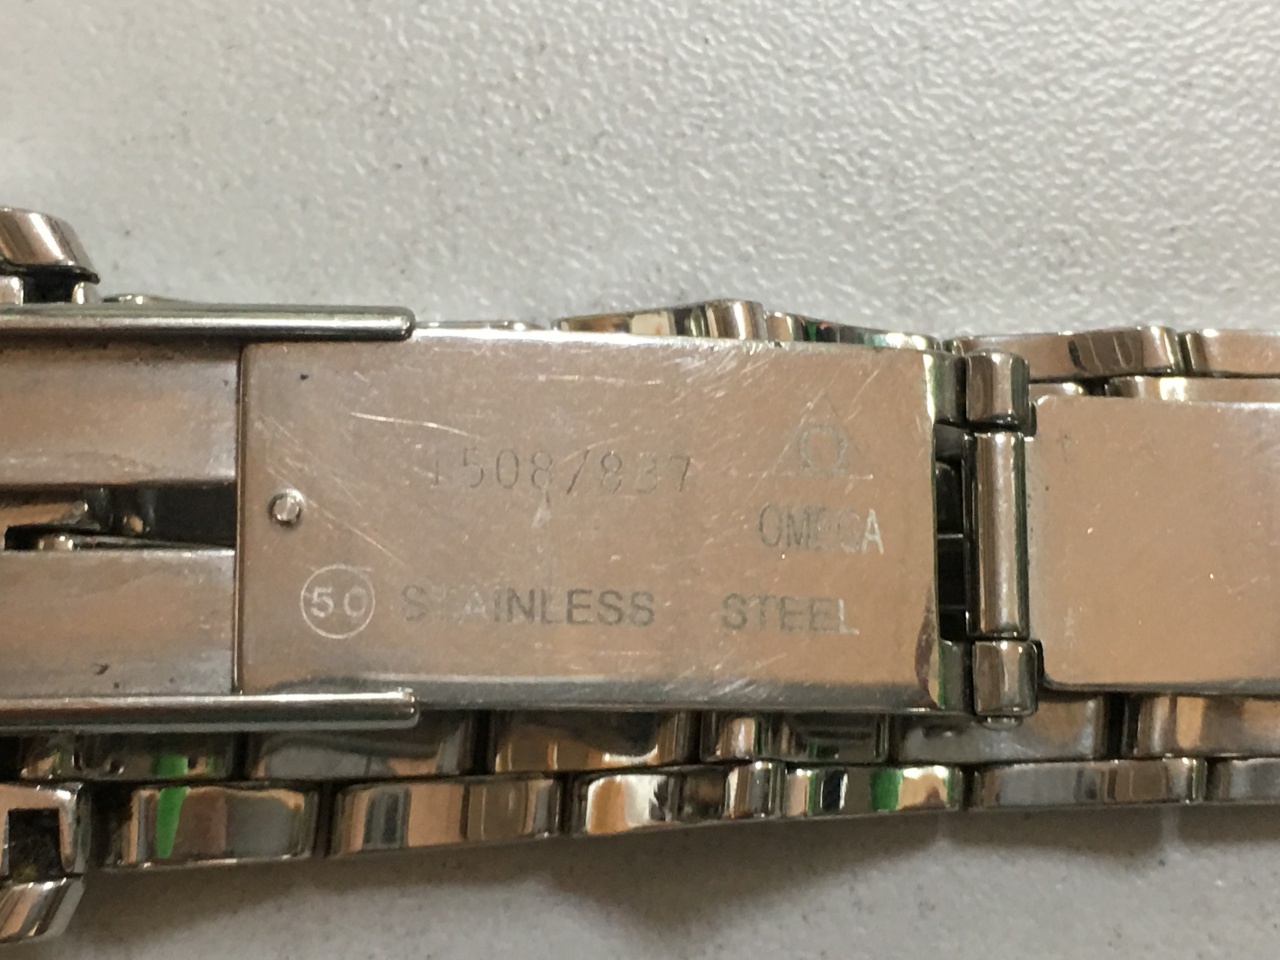 1508/837
Ω
OMEGA
50 STAINLESS STEEL